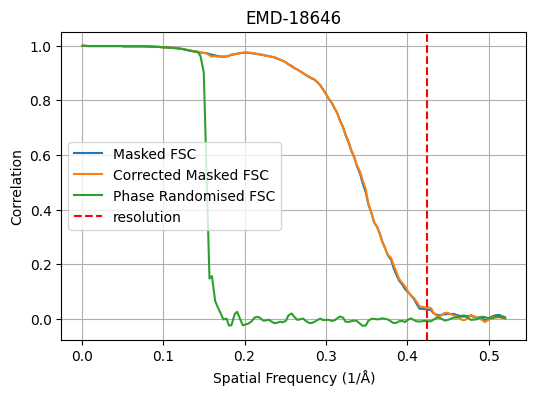 EMD-18646
Correlation
1.0
0.8
0.6
0.4
0.2
0.0
Masked FSC
Corrected Masked FSC
Phase Randomised FSC
resolution
0.0 0.1 0.2 0.3 0.4 0.5
Spatial Frequency (1/Å)